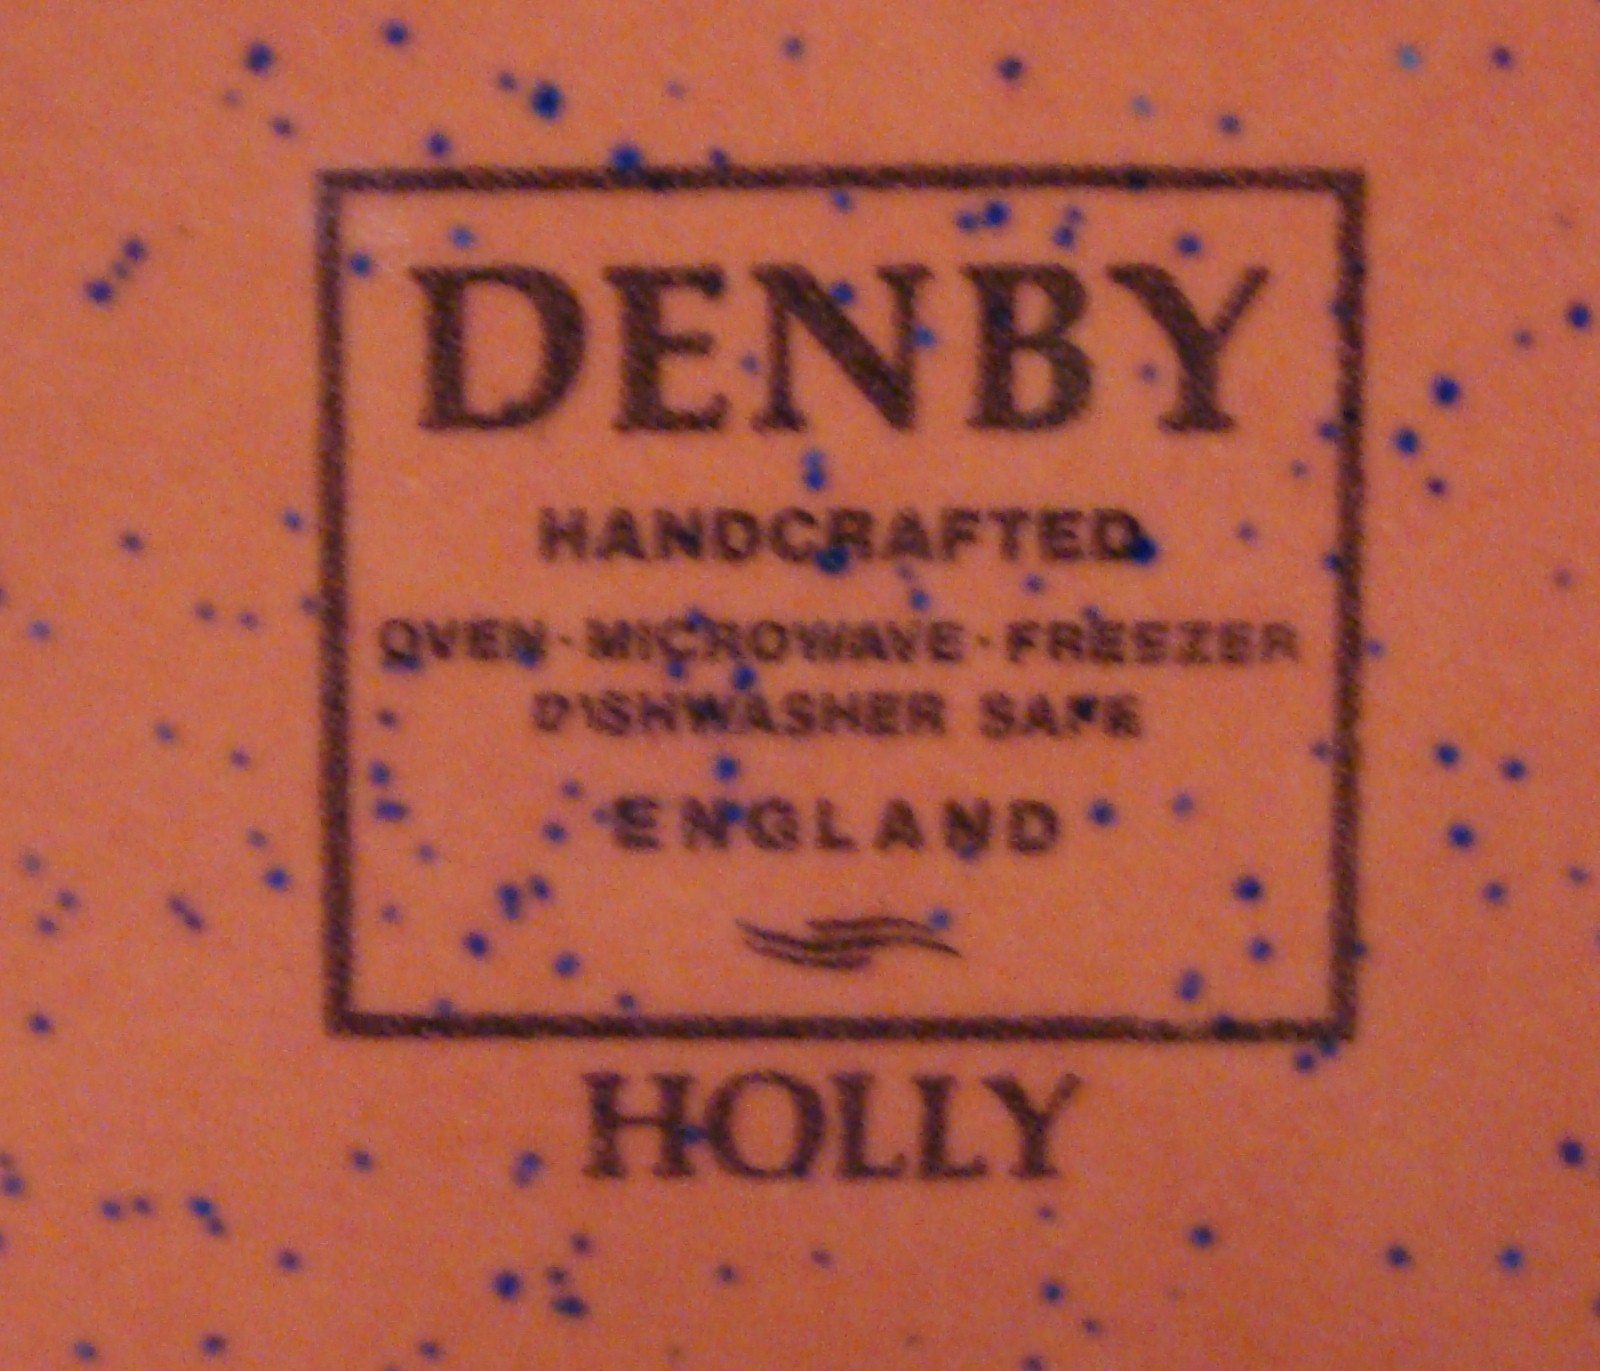 DENBY
HANDCRAFTED
OVEN · MICROWAVE · FREEZER
DISHWASHER SAFE
ENGLAND
HOLLY